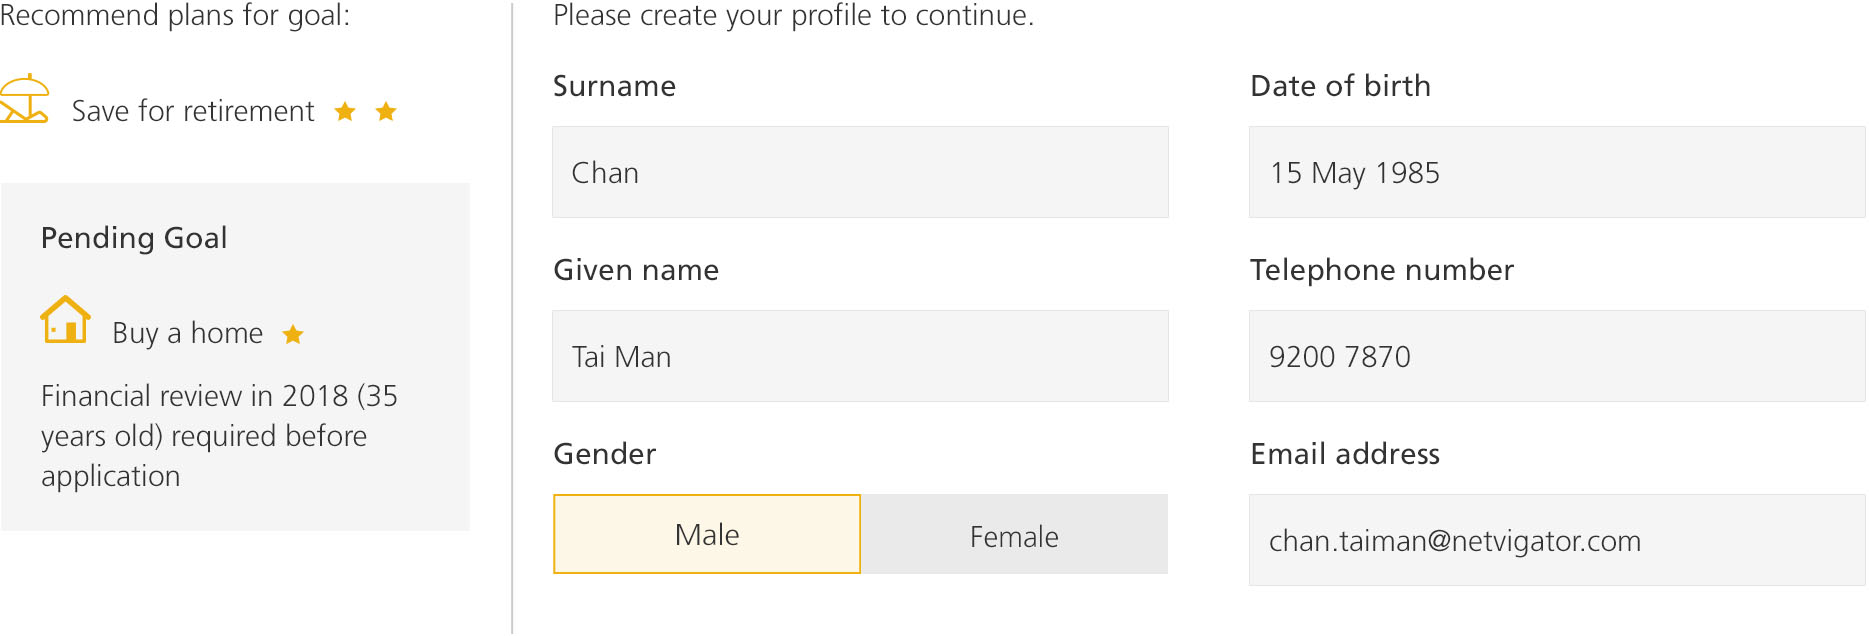 Recommend plans for goal:
Save for retirement
Pending Goal
Buy a home
Financial review in 2018 (35
years old) required before
application
Please create your profile to continue.
Surname
Chan
Given name
Tai Man
Gender
Male
Female
Date of birth
15 May 1985
Telephone number
9200 7870
Email address
chan.taiman@netvigator.com